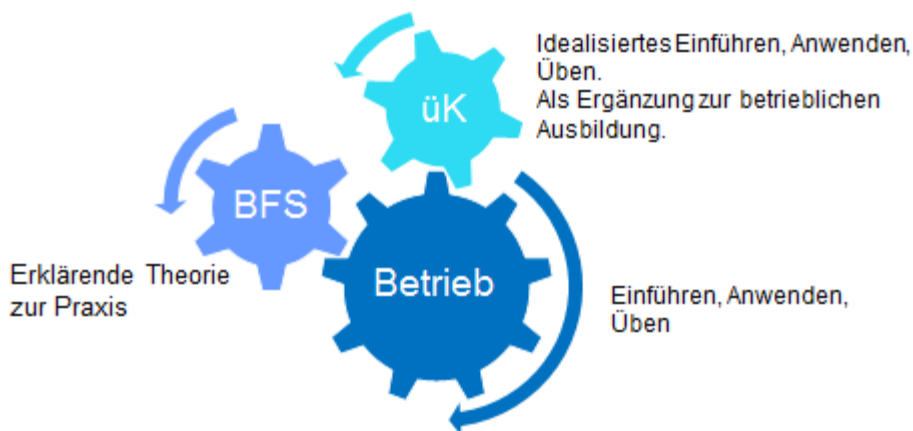 Idealisiertes Einführen, Anwenden,
Üben.
Als Ergänzung zur betrieblichen
Ausbildung.
üK
BFS
Betrieb
Erklärende Theorie
zur Praxis
Einführen, Anwenden,
Üben